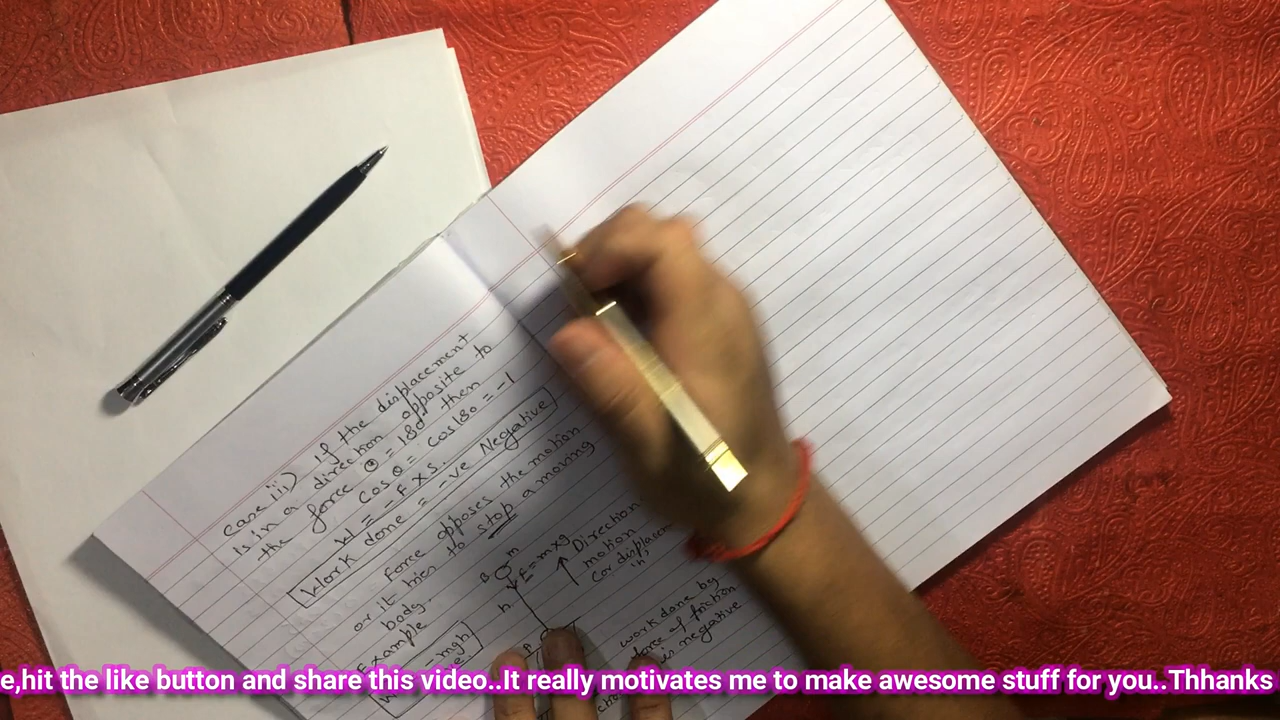 case iii) if the displacement
is in a direction opposite to
the force θ = 180 then
cos θ = cos 180 = -1
W = -F x s.
Work done = -ve Negative
Force opposes the motion
or it tries to stop a moving
body.
Example
m
B
F = m x g
h
Direction
motion
(or displacem
-mgh
work done by
force of friction
is negative
e,hit the like button and share this video..It really motivates me to make awesome stuff for you..Thhanks